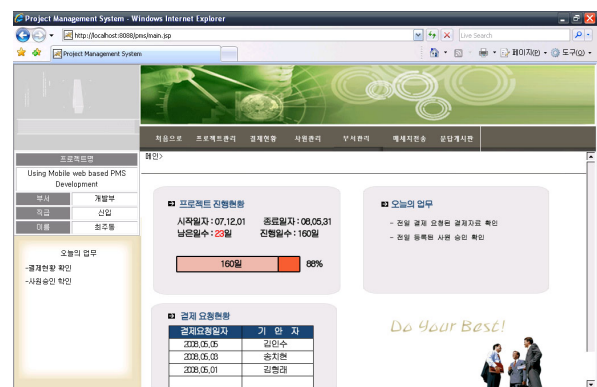 Project Management System - Windows Internet Explorer
http://localhost:8088/pms/main.jsp
Live Search
Project Management System
페이지(P)
도구(O)
처음으로 프로젝트관리 결재현황 사원관리 부서관리 메세지전송 문답게시판
메인>
프로젝트명
Using Mobile web based PMS
Development
부서 개발부
직급 신입
이름 최주동
오늘의 업무
-결재현황 확인
-사원승인 확인
프로젝트 진행현황
시작일자 : 07.12.01 종료일자 : 08.05.31
남은일수 : 23일 진행일수 : 160일
160일 88%
오늘의 업무
- 전일 결제 요청된 결제자료 확인
- 전일 등록된 사원 승인 확인
결제 요청현황
결제요청일자 기 안 자
2008.05.05 김인수
2008.05.03 송치현
2008.05.01 김형래
Do Your Best!